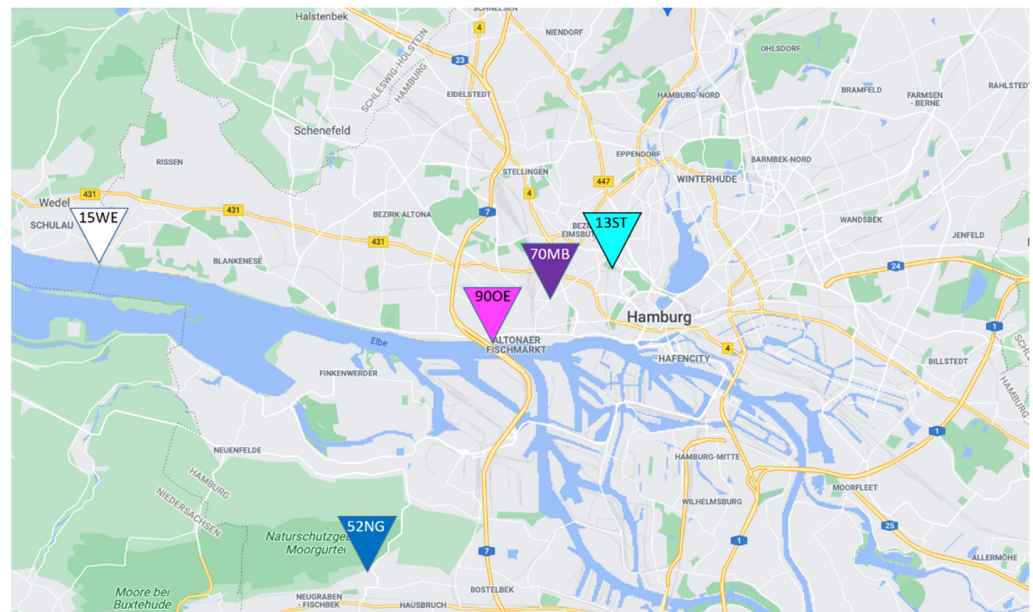 SCHNELSEN
Halstenbek
4
NIENDORF
OHLSDORF
23
SCHLESWIG-HOLSTEIN
HAMBURG
EIDELSTEDT
HAMBURG-NORD
BRAMFELD
FARMSEN
- BERNE
RAHLSTEDT
Schenefeld
EPPENDORF
BARMBEK-NORD
RISSEN
STELLINGEN
447
WINTERHUDE
431
4
Wedel
431
7
BEZIRK-ALTONA
15WE
SCHULAU
13ST
WANDSBEK
431
JENFELD
70MB
BLANKENESE
24
90OE
Hamburg
1
Elbe
ALTONAER
FISCHMARKT
4
HAFENCITY
BILLSTEDT
FINKENWERDER
HAMBURG
1
NEUENFELDE
HAMBURG-MITTE
HAMBURG
NIEDERSACHSEN
MOORFLEET
WILHELMSBURG
52NG
25
Moorgürtel
7
1
ALLERMÖHE
Moore bei
Buxtehude
BOSTELBEK
NEUGRABEN
- FISCHBEK
HAUSBRUCH